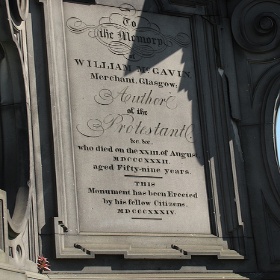 To
the Memory
of
WILLIAM Mc GAVIN
Merchant, Glasgow;
Author
of the
Protestant
&c. &c.
who died on the XXIII. of August,
MDCCCXXXII.
aged Fifty-nine years.
THIS
Monument has been Erected
by his fellow Citizens
MDCCCXXXIV.